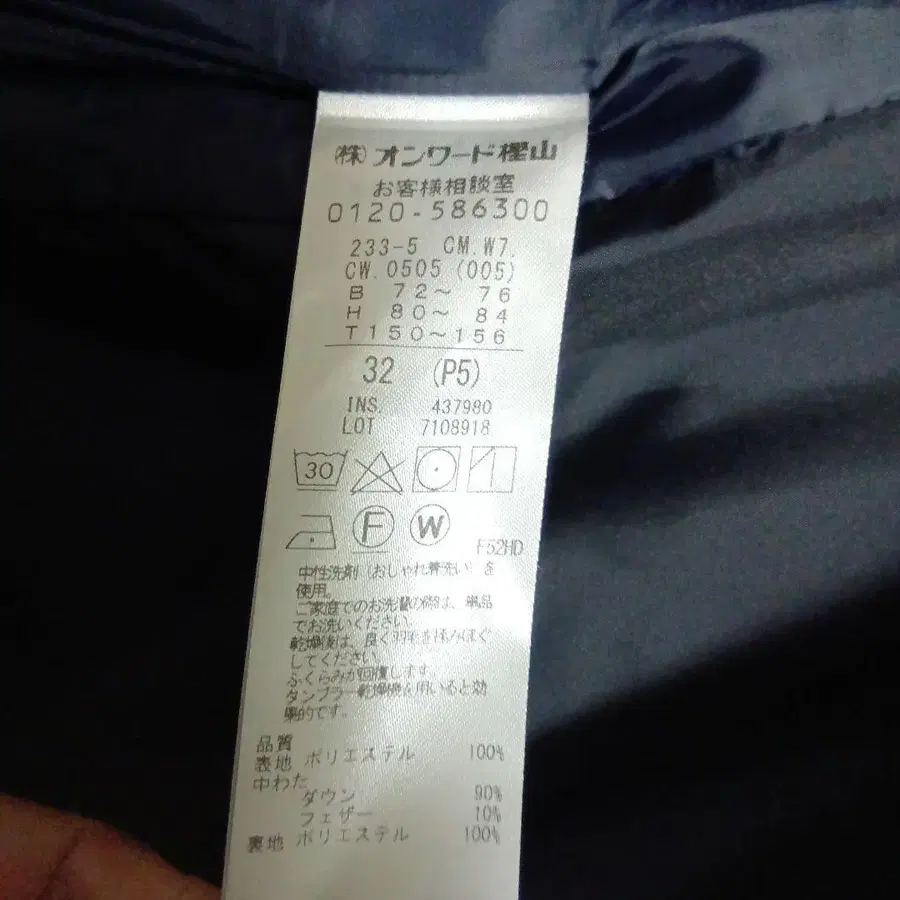 (株)オンワード樫山
お客様相談室
0120-586300
233-5 CM.W7.
CW.0505 (005)
B 72～ 76
H 80～ 84
T150～156
32 (P5)
INS. 437980
LOT 7108918
30
F W F52HD
中性洗剤(おしゃれ着洗い)を
使用。
ご家庭でのお洗濯の際は、単品
でお洗いください。
乾燥後は、良く羽毛を揉みほぐ
してください。
ふくらみが回復します。
タンブラー乾燥機を用いると効
果的です。
品質
表地 ポリエステル 100%
中わた
ダウン 90%
フェザー 10%
裏地 ポリエステル 100%